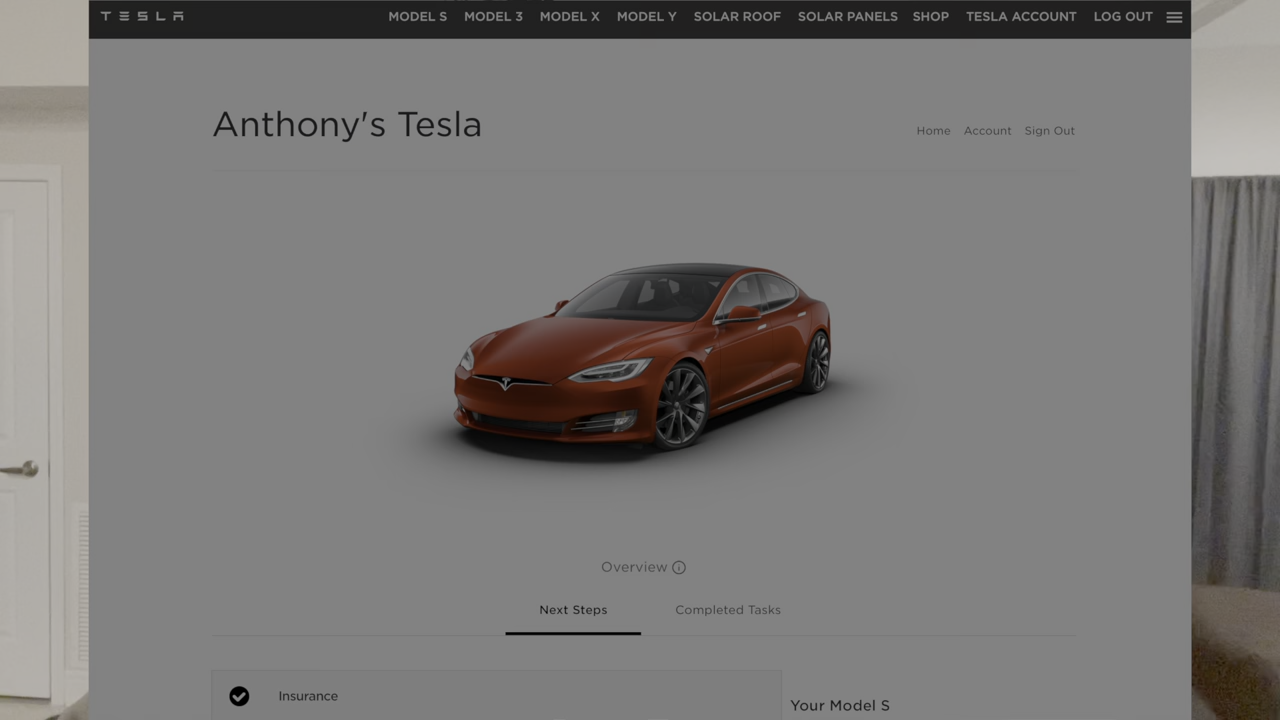 TESLA MODEL S MODEL 3 MODEL X MODEL Y SOLAR ROOF SOLAR PANELS SHOP TESLA ACCOUNT LOG OUT
Anthony's Tesla
Home Account Sign Out
Overview
Next Steps Completed Tasks
Insurance
Your Model S